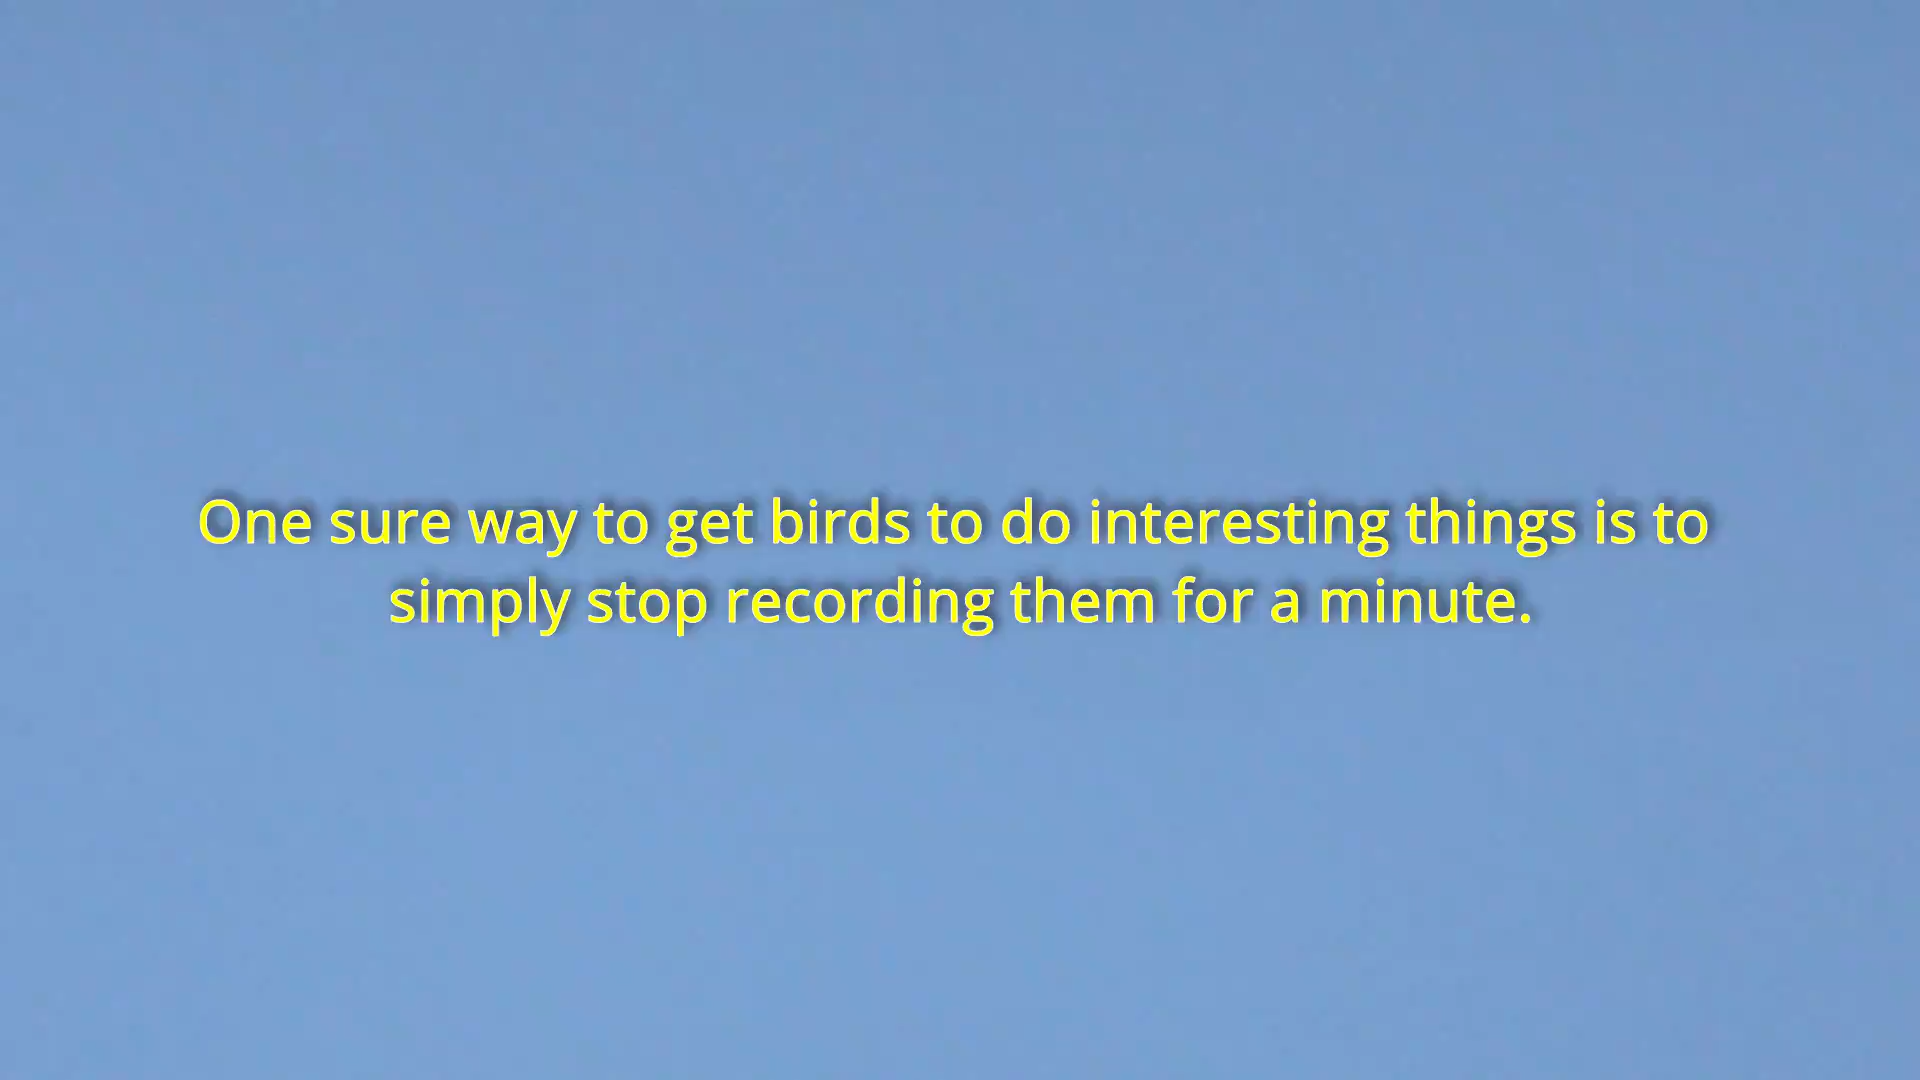 One sure way to get birds to do interesting things is to
simply stop recording them for a minute.